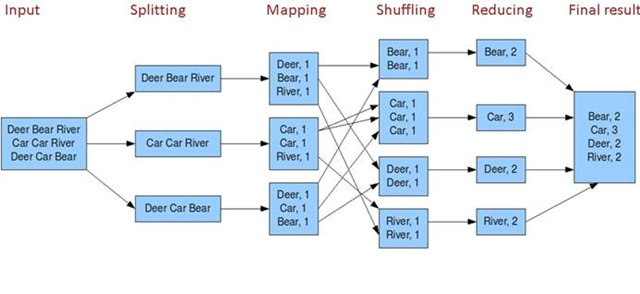 Input
Splitting
Mapping
Shuffling
Reducing
Final result
Deer Bear River
Car Car River
Deer Car Bear
Deer Bear River
Car Car River
Deer Car Bear
Deer, 1
Bear, 1
River, 1
Car, 1
Car, 1
River, 1
Deer, 1
Car, 1
Bear, 1
Bear, 1
Bear, 1
Car, 1
Car, 1
Car, 1
Deer, 1
Deer, 1
River, 1
River, 1
Bear, 2
Car, 3
Deer, 2
River, 2
Bear, 2
Car, 3
Deer, 2
River, 2